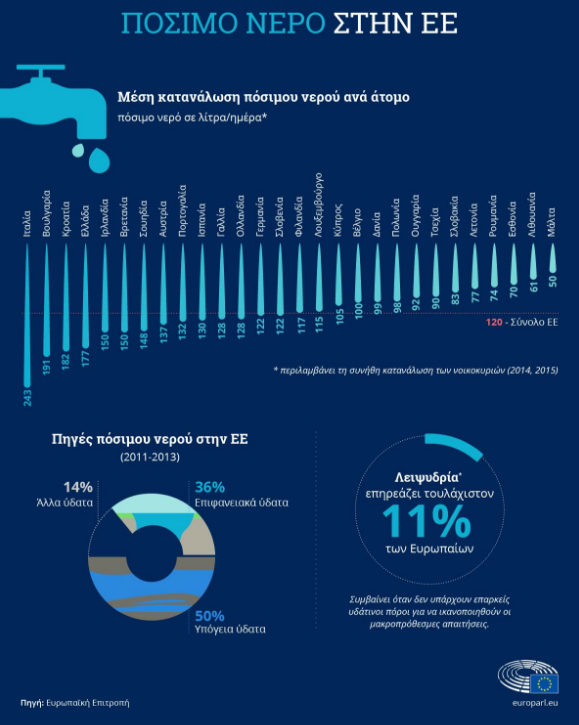 ΠΟΣΙΜΟ ΝΕΡΟ ΣΤΗΝ ΕΕ
Μέση κατανάλωση πόσιμου νερού ανά άτομο
πόσιμο νερό σε λίτρα/ημέρα*
Ιταλία
Βουλγαρία
Κροατία
Ελλάδα
Ιρλανδία
Βρετανία
Σουηδία
Αυστρία
Πορτογαλία
Ισπανία
Γαλλία
Ολλανδία
Γερμανία
Σλοβενία
Φιλανδία
Λουξεμβούργο
Κύπρος
Βέλγιο
Δανία
Πολωνία
Ουγγαρία
Τσεχία
Σλοβακία
Λετονία
Ρουμανία
Εσθονία
Λιθουανία
Μάλτα
243
191
182
177
150
150
148
137
132
130
128
128
122
122
117
115
105
100
99
98
92
90
83
77
74
70
61
50
120 - Σύνολο ΕΕ
* περιλαμβάνει τη συνήθη κατανάλωση των νοικοκυριών (2014, 2015)
Πηγές πόσιμου νερού στην ΕΕ
(2011-2013)
14%
Άλλα ύδατα
36%
Επιφανειακά ύδατα
50%
Υπόγεια ύδατα
Λειψυδρία*
επηρεάζει τουλάχιστον
11%
των Ευρωπαίων
Συμβαίνει όταν δεν υπάρχουν επαρκείς
υδάτινοι πόροι για να ικανοποιηθούν οι
μακροπρόθεσμες απαιτήσεις.
Πηγή: Ευρωπαϊκή Επιτροπή
europarl.eu